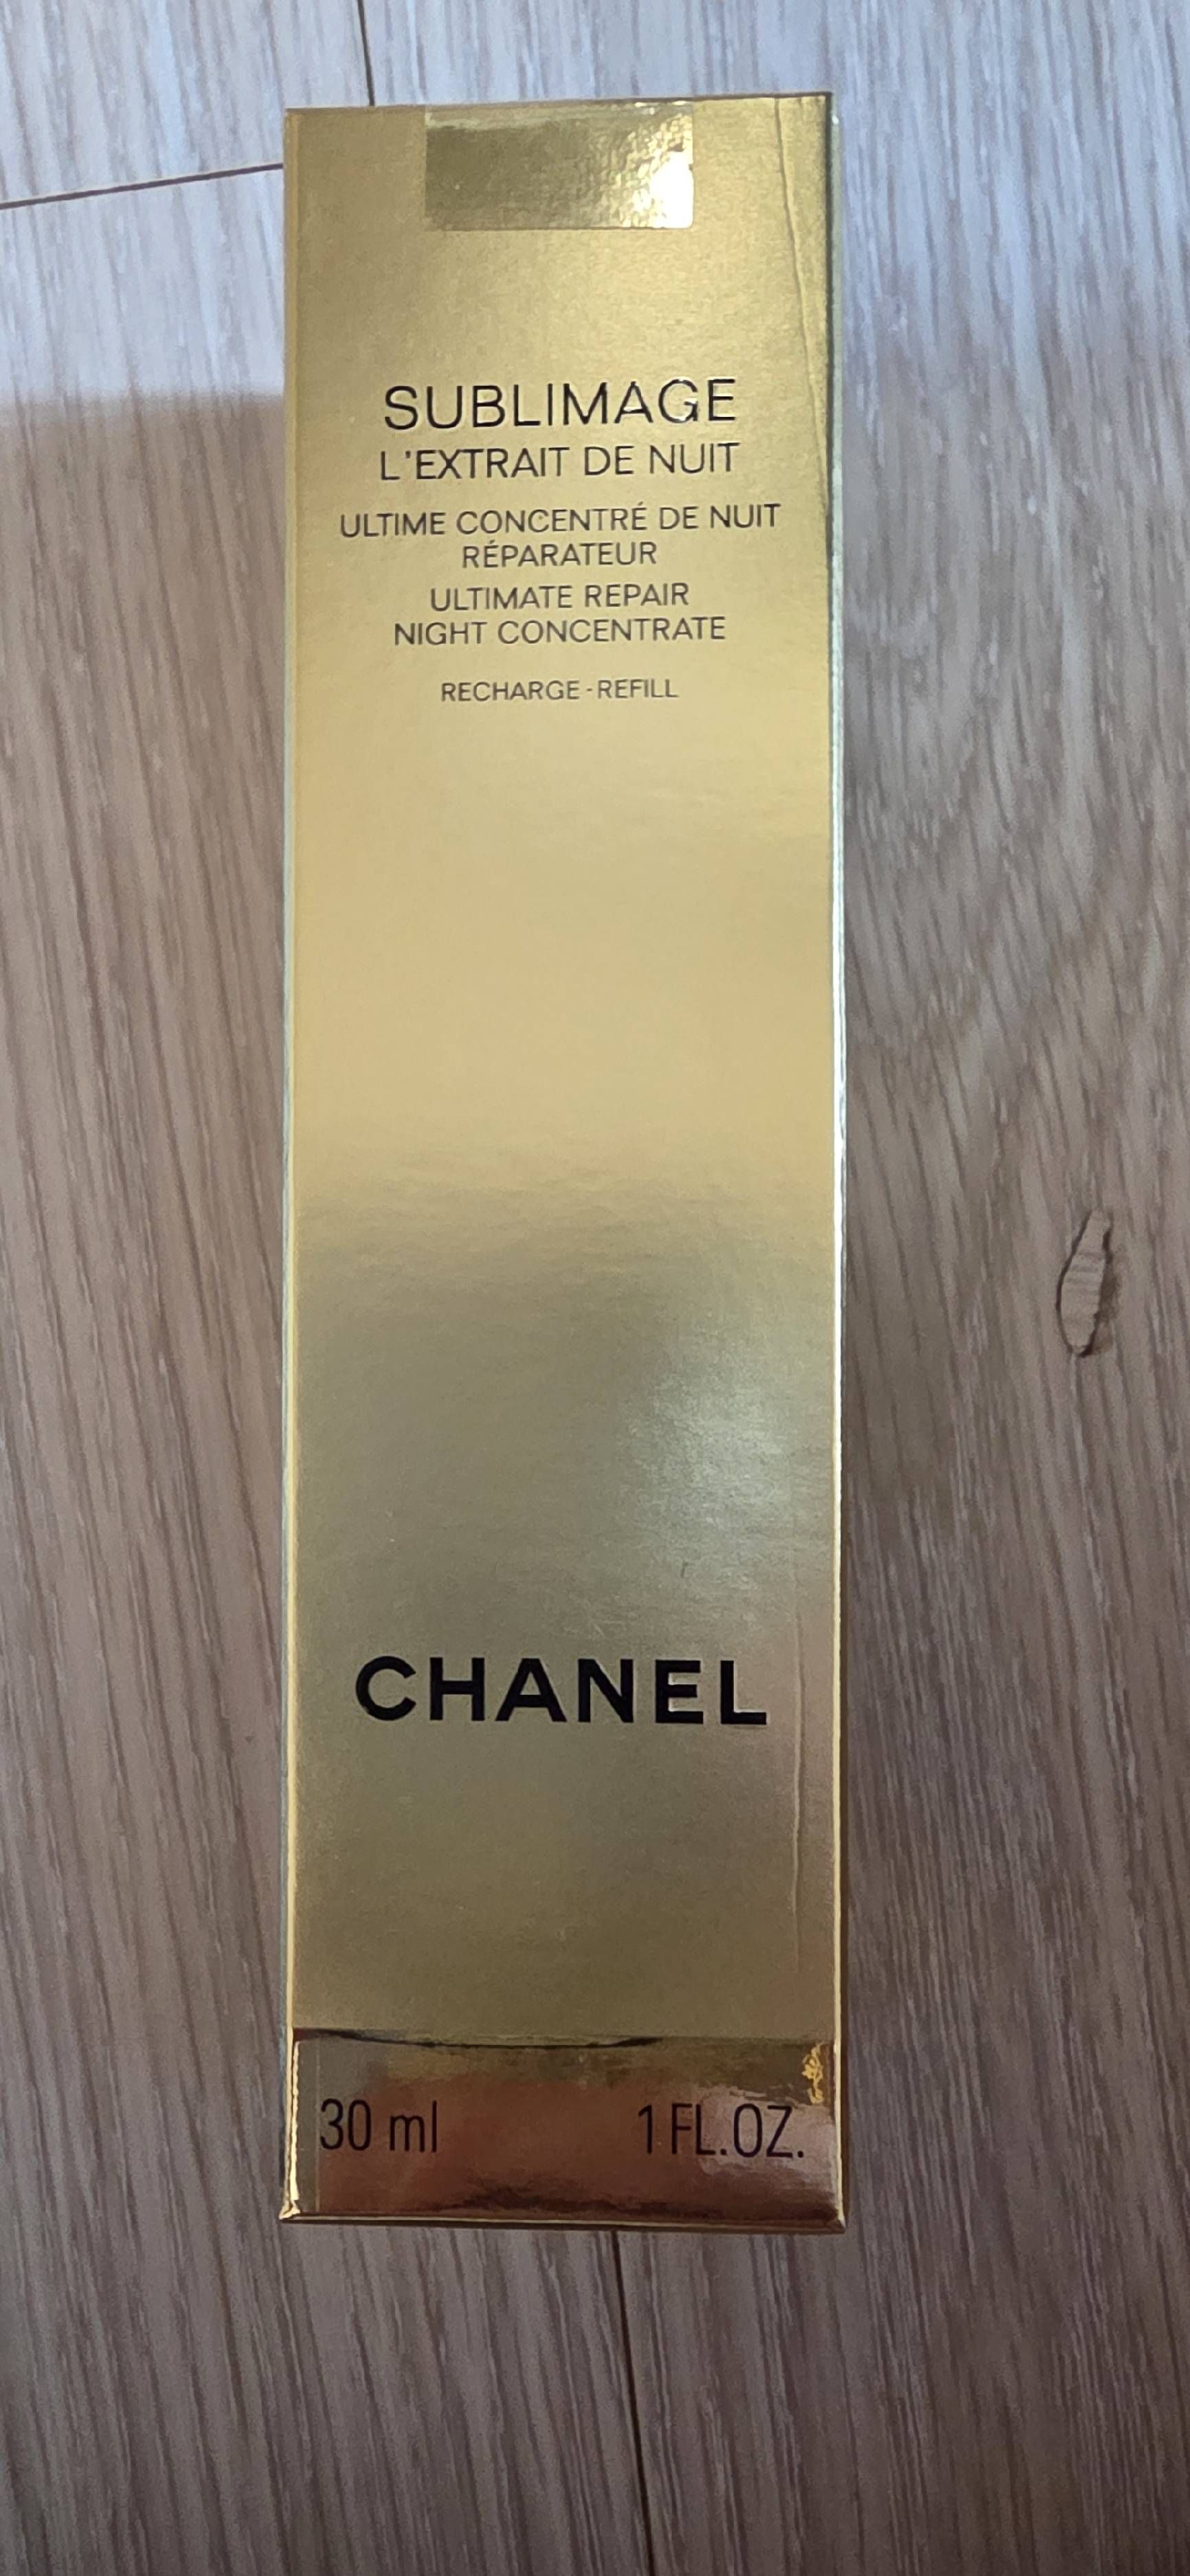 SUBLIMAGE
L'EXTRAIT DE NUIT
ULTIME CONCENTRÉ DE NUIT
RÉPARATEUR
ULTIMATE REPAIR
NIGHT CONCENTRATE
RECHARGE - REFILL
CHANEL
30 ml 1 FL.OZ.